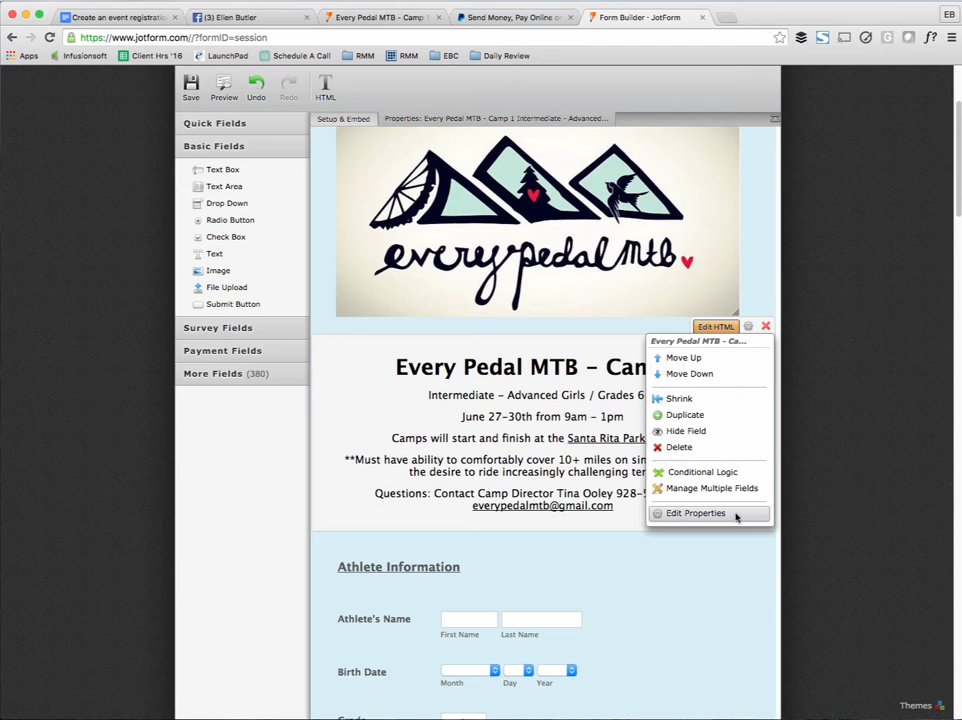 Create an event registratio
(3) Ellen Butler
Every Pedal MTB - Camp 1
Send Money, Pay Online o
Form Builder - JotForm
EB
https://www.jotform.com//?formID=session
f?
Apps
Infusionsoft
Client Hrs '16
LaunchPad
Schedule A Call
RMM
RMM
EBC
Daily Review
Save
Preview
Undo
Redo
HTML
Setup & Embed
Properties: Every Pedal MTB - Camp 1 Intermediate - Advanced...
Quick Fields
Basic Fields
Text Box
Text Area
Drop Down
Radio Button
Check Box
Text
Image
File Upload
Submit Button
Survey Fields
Payment Fields
More Fields (380)
everypedalmtb
Edit HTML
Every Pedal MTB - Ca...
Move Up
Move Down
Shrink
Duplicate
Hide Field
Delete
Conditional Logic
Manage Multiple Fields
Edit Properties
Every Pedal MTB – Ca
Intermediate – Advanced Girls / Grades 6
June 27-30th from 9am - 1pm
Camps will start and finish at the Santa Rita Park
**Must have ability to comfortably cover 10+ miles on sin
the desire to ride increasingly challenging ter
Questions: Contact Camp Director Tina Ooley 928-5
everypedalmtb@gmail.com
Athlete Information
Athlete's Name
First Name
Last Name
Birth Date
Month
Day
Year
Themes